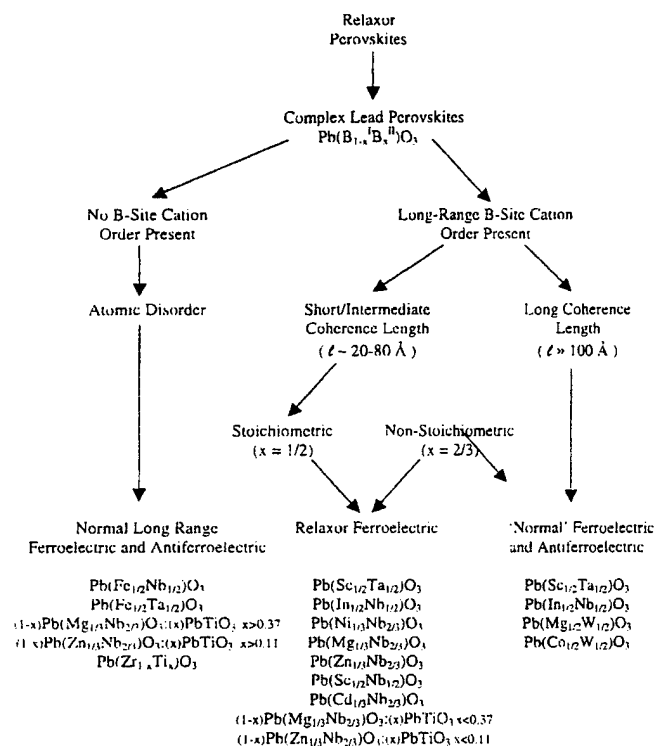 Relaxor
Perovskites
Complex Lead Perovskites
Pb(B₁₋ₓᴵBₓᴵᴵ)O₃
No B-Site Cation
Order Present
Long-Range B-Site Cation
Order Present
Atomic Disorder
Short/Intermediate
Coherence Length
(ℓ ~ 20-80 Å)
Long Coherence
Length
(ℓ » 100 Å)
Stoichiometric
(x = 1/2)
Non-Stoichiometric
(x = 2/3)
Normal Long Range
Ferroelectric and Antiferroelectric
Pb(Fe₁/₂Nb₁/₂)O₃
Pb(Fe₁/₂Ta₁/₂)O₃
(1-x)Pb(Mg₁/₃Nb₂/₃)O₃:(x)PbTiO₃ x>0.37
(1-x)Pb(Zn₁/₃Nb₂/₃)O₃:(x)PbTiO₃ x>0.11
Pb(Zr₁₋ₓTiₓ)O₃
Relaxor Ferroelectric
Pb(Sc₁/₂Ta₁/₂)O₃
Pb(In₁/₂Nb₁/₂)O₃
Pb(Ni₁/₃Nb₂/₃)O₃
Pb(Mg₁/₃Nb₂/₃)O₃
Pb(Zn₁/₃Nb₂/₃)O₃
Pb(Sc₁/₂Nb₁/₂)O₃
Pb(Cd₁/₃Nb₂/₃)O₃
(1-x)Pb(Mg₁/₃Nb₂/₃)O₃:(x)PbTiO₃ x<0.37
(1-x)Pb(Zn₁/₃Nb₂/₃)O₃:(x)PbTiO₃ x<0.11
'Normal' Ferroelectric
and Antiferroelectric
Pb(Sc₁/₂Ta₁/₂)O₃
Pb(In₁/₂Nb₁/₂)O₃
Pb(Mg₁/₂W₁/₂)O₃
Pb(Co₁/₂W₁/₂)O₃